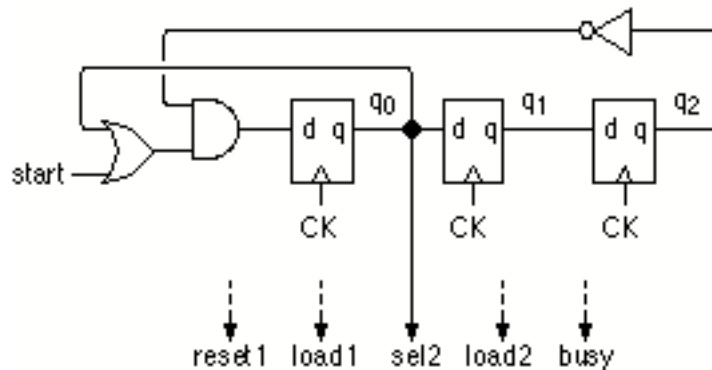 q0 q1 q2
d q d q d q
start
CK CK CK
reset1 load1 sel2 load2 busy